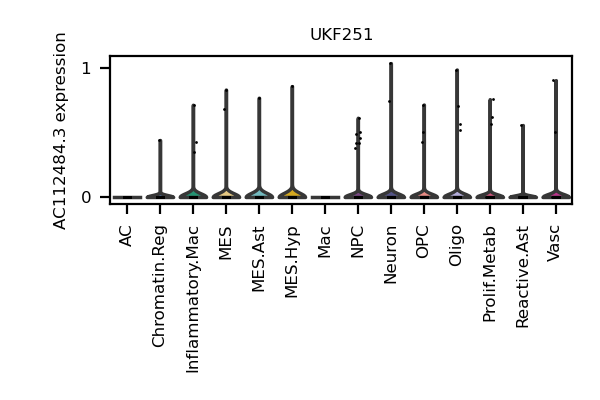 UKF251
AC112484.3 expression
1
0
AC
Chromatin.Reg
Inflammatory.Mac
MES
MES.Ast
MES.Hyp
Mac
NPC
Neuron
OPC
Oligo
Prolif.Metab
Reactive.Ast
Vasc